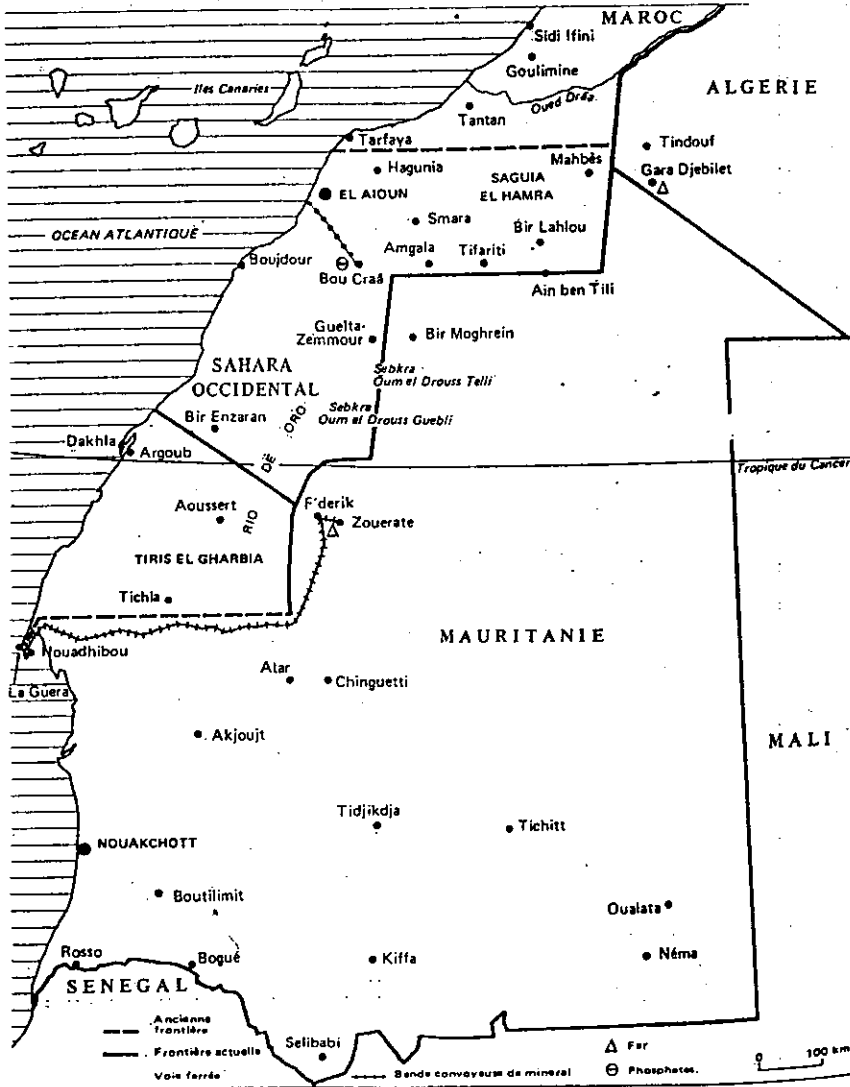 MAROC
Sidi Ifini
Goulimine
Iles Canaries
ALGERIE
Tantan
Oued Drâa
Tarfaya
Tindouf
Hagunia
Mahbès
SAGUIA
EL HAMRA
Gara Djebilet
EL AIOUN
Smara
Bir Lahlou
OCEAN ATLANTIQUE
Boujdour
Amgala
Tifariti
Bou Craâ
Ain ben Tili
Guelta-
Zemmour
Bir Moghrein
SAHARA
OCCIDENTAL
Sebkra
Oum el Drouss Telli
Sebkra
Oum el Drouss Guebli
Bir Enzaran
RIO DE ORO
Dakhla
Argoub
Tropique du Cancer
Aoussert
F'derik
Zouerate
TIRIS EL GHARBIA
Tichla
MAURITANIE
Nouadhibou
La Guera
Atar
Chinguetti
Akjoujt
MALI
Tidjikdja
Tichitt
NOUAKCHOTT
Boutilimit
Oualata
Rosso
Bogué
Kiffa
Néma
SENEGAL
Selibabi
Ancienne
frontière
Frontière actuelle
Voie ferrée
Bande convoyeuse de minéral
Fer
Phosphates.
0 100 km